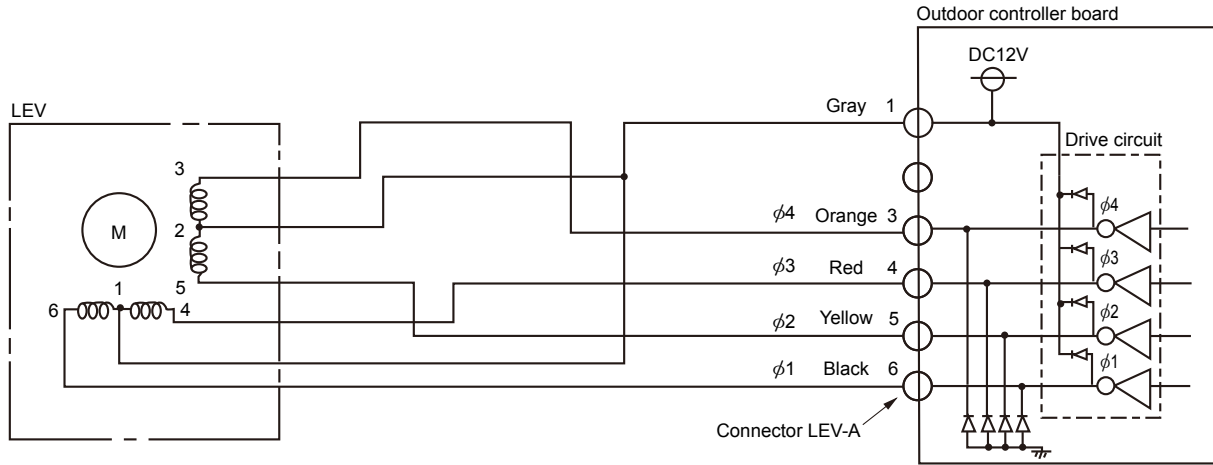 Outdoor controller board
DC12V
LEV
Gray 1
Drive circuit
3
ϕ4
ϕ4 Orange 3
M
2
ϕ3
ϕ3 Red 4
5
1
6
4
ϕ2
ϕ2 Yellow 5
ϕ1
ϕ1 Black 6
Connector LEV-A